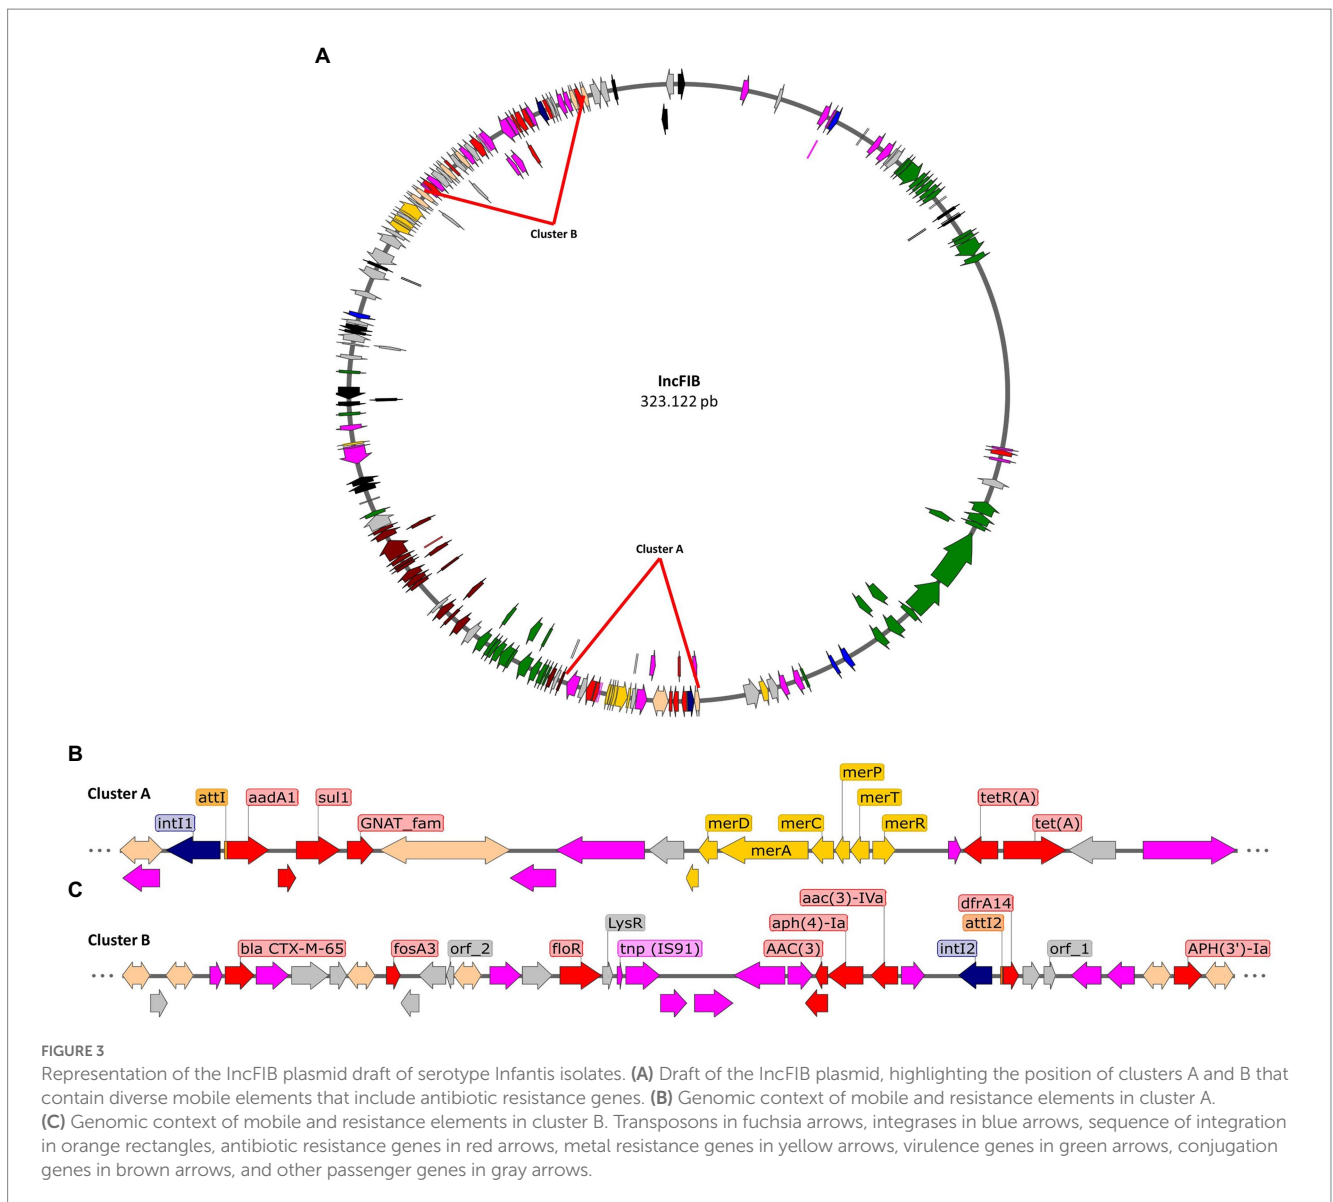 A
Cluster B
IncFIB
323.122 pb
Cluster A
B
Cluster A
merP
attI
aadA1
sul1
merT
tetR(A)
intI1
GNAT_fam
merD
merC
merR
tet(A)
merA
...
...
C
Cluster B
aac(3)-IVa
dfrA14
LysR
aph(4)-Ia
attI2
bla CTX-M-65
fosA3
orf_2
floR
tnp (IS91)
AAC(3)
intI2
orf_1
APH(3')-Ia
...
...
FIGURE 3
Representation of the IncFIB plasmid draft of serotype Infantis isolates. (A) Draft of the IncFIB plasmid, highlighting the position of clusters A and B that
contain diverse mobile elements that include antibiotic resistance genes. (B) Genomic context of mobile and resistance elements in cluster A.
(C) Genomic context of mobile and resistance elements in cluster B. Transposons in fuchsia arrows, integrases in blue arrows, sequence of integration
in orange rectangles, antibiotic resistance genes in red arrows, metal resistance genes in yellow arrows, virulence genes in green arrows, conjugation
genes in brown arrows, and other passenger genes in gray arrows.